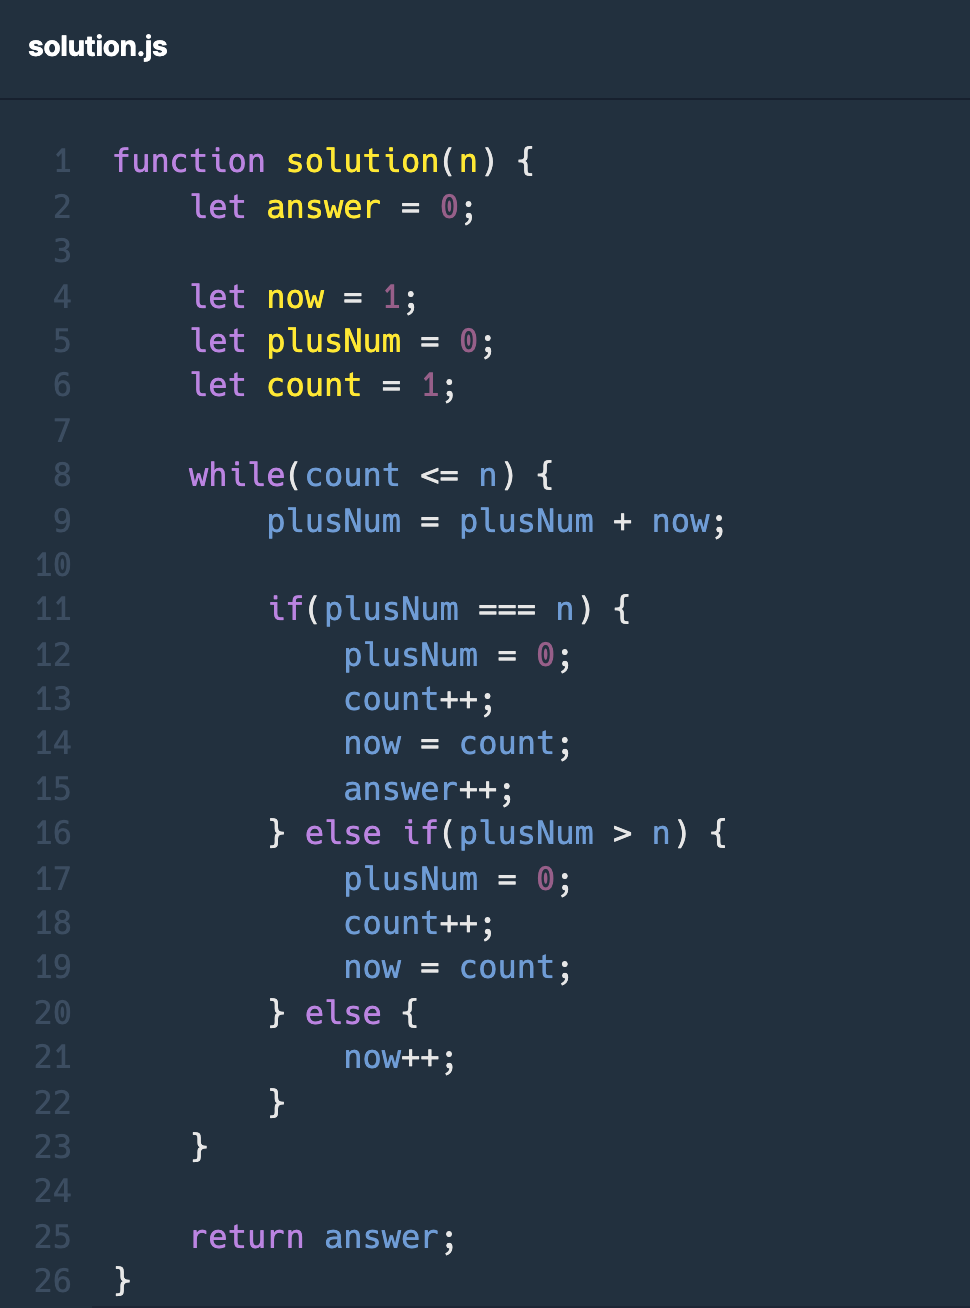 solution.js
1 function solution(n) {
2     let answer = 0;
3
4     let now = 1;
5     let plusNum = 0;
6     let count = 1;
7
8     while(count <= n) {
9         plusNum = plusNum + now;
10
11         if(plusNum === n) {
12             plusNum = 0;
13             count++;
14             now = count;
15             answer++;
16         } else if(plusNum > n) {
17             plusNum = 0;
18             count++;
19             now = count;
20         } else {
21             now++;
22         }
23     }
24
25     return answer;
26 }